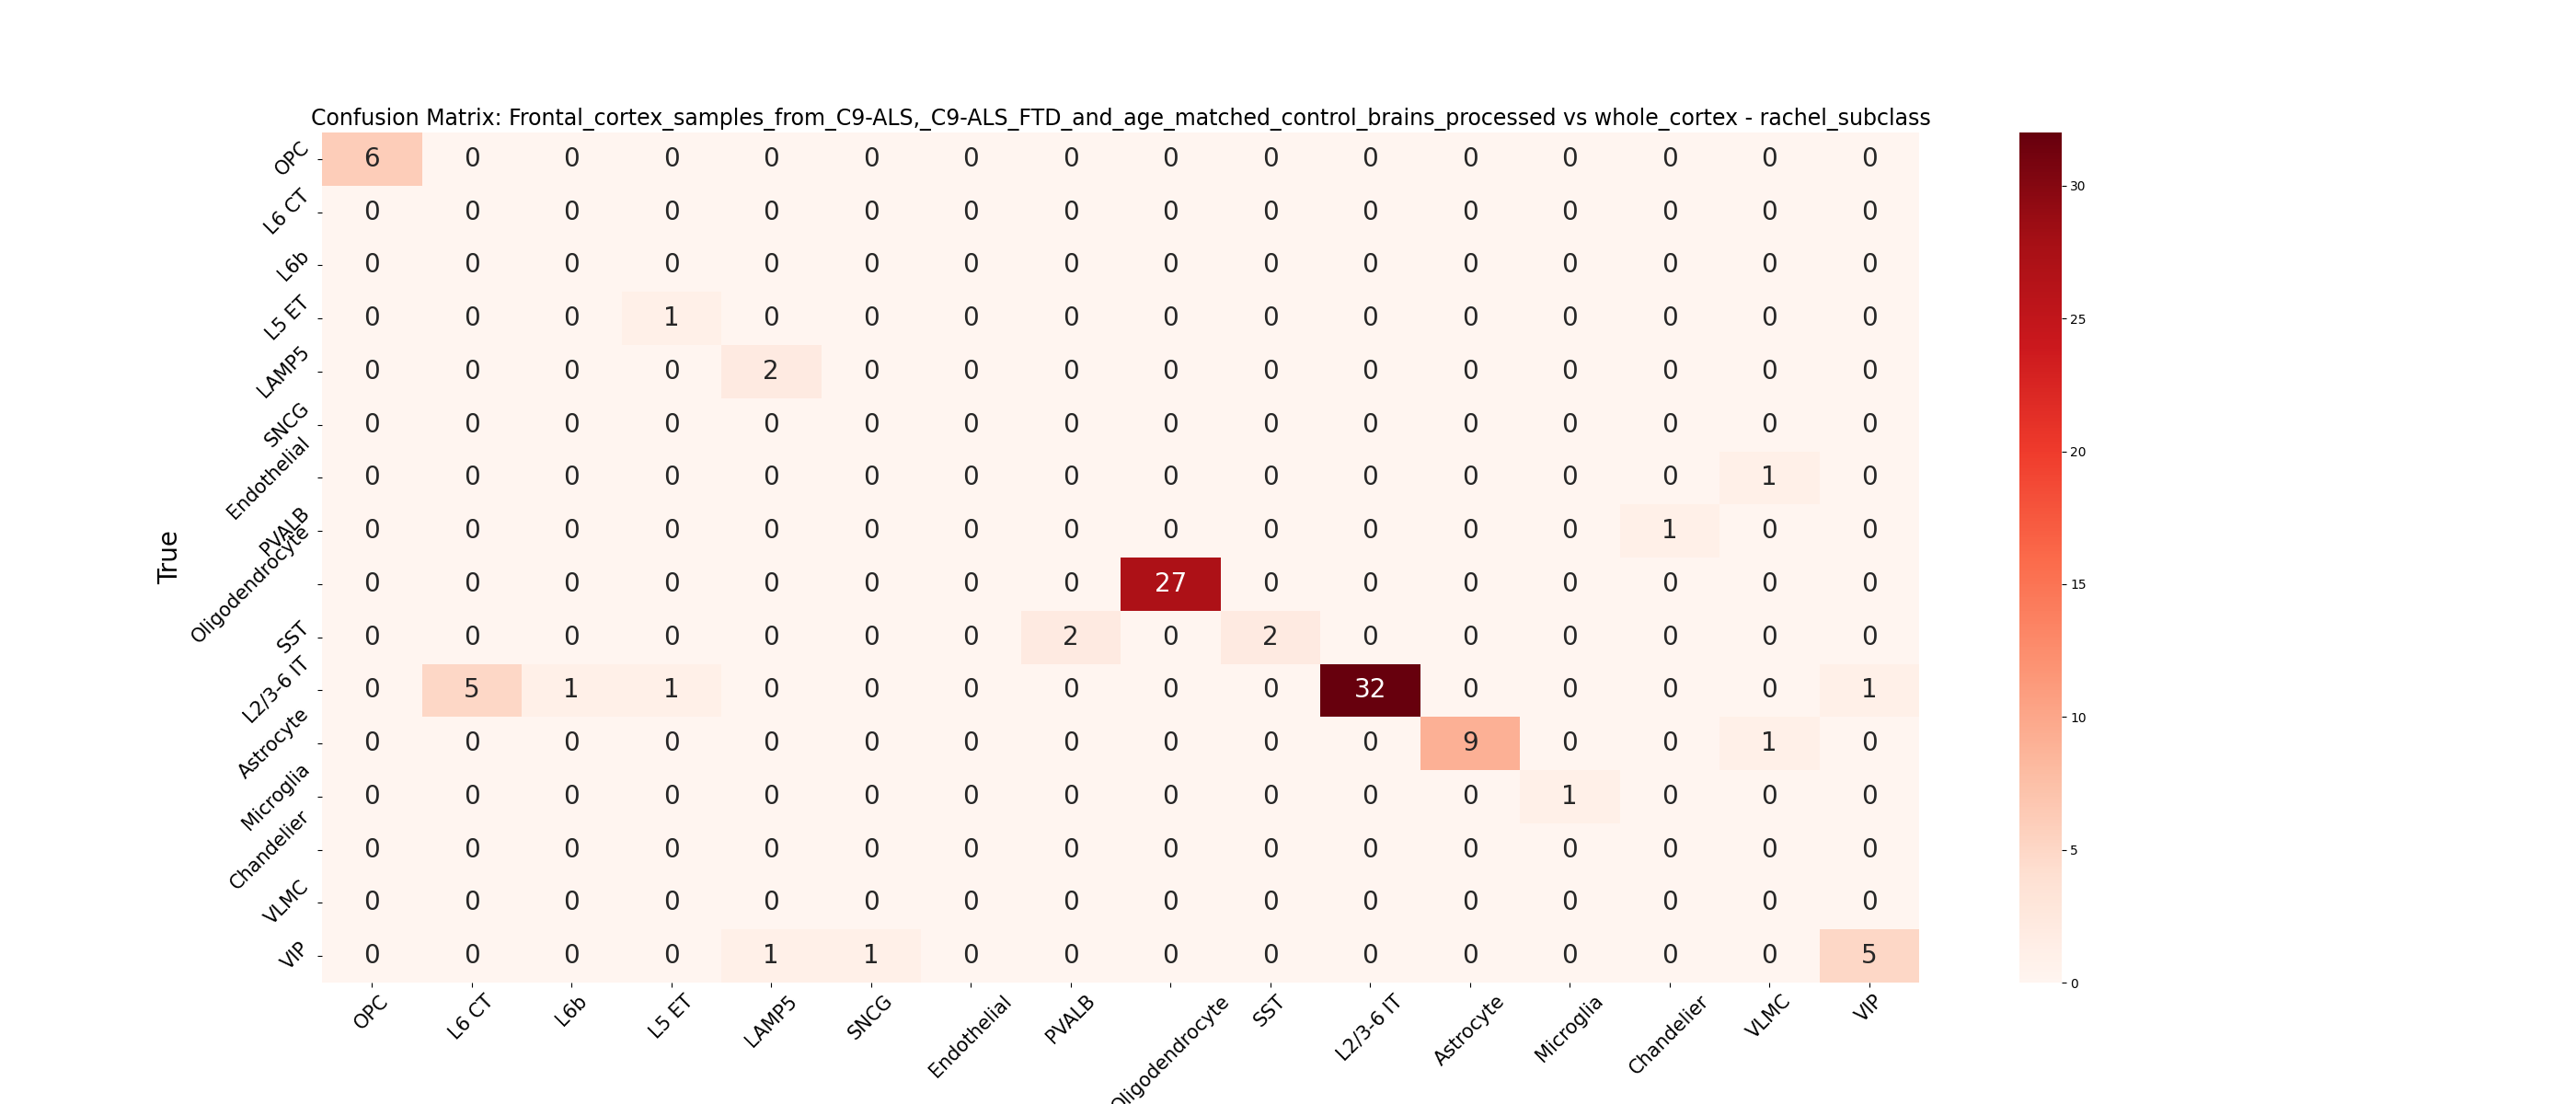 Confusion Matrix: Frontal_cortex_samples_from_C9-ALS,_C9-ALS_FTD_and_age_matched_control_brains_processed vs whole_cortex - rachel_subclass
True
OPC 6 0 0 0 0 0 0 0 0 0 0 0 0 0 0 0
L6 CT 0 0 0 0 0 0 0 0 0 0 0 0 0 0 0 0
L6b 0 0 0 0 0 0 0 0 0 0 0 0 0 0 0 0
L5 ET 0 0 0 1 0 0 0 0 0 0 0 0 0 0 0 0
LAMP5 0 0 0 0 2 0 0 0 0 0 0 0 0 0 0 0
SNCG 0 0 0 0 0 0 0 0 0 0 0 0 0 0 0 0
Endothelial 0 0 0 0 0 0 0 0 0 0 0 0 0 0 1 0
PVALB 0 0 0 0 0 0 0 0 0 0 0 0 0 1 0 0
Oligodendrocyte 0 0 0 0 0 0 0 0 27 0 0 0 0 0 0 0
SST 0 0 0 0 0 0 0 2 0 2 0 0 0 0 0 0
L2/3-6 IT 0 5 1 1 0 0 0 0 0 0 32 0 0 0 0 1
Astrocyte 0 0 0 0 0 0 0 0 0 0 0 9 0 0 1 0
Microglia 0 0 0 0 0 0 0 0 0 0 0 0 1 0 0 0
Chandelier 0 0 0 0 0 0 0 0 0 0 0 0 0 0 0 0
VLMC 0 0 0 0 0 0 0 0 0 0 0 0 0 0 0 0
VIP 0 0 0 0 1 1 0 0 0 0 0 0 0 0 0 5
OPC L6 CT L6b L5 ET LAMP5 SNCG Endothelial PVALB Oligodendrocyte SST L2/3-6 IT Astrocyte Microglia Chandelier VLMC VIP
30
25
20
15
10
5
0